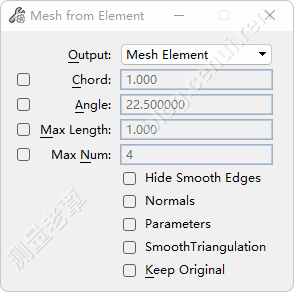 Mesh from Element
Output: Mesh Element
Chord: 1.000
Angle: 22.500000
Max Length: 1.000
Max Num: 4
Hide Smooth Edges
Normals
Parameters
SmoothTriangulation
Keep Original